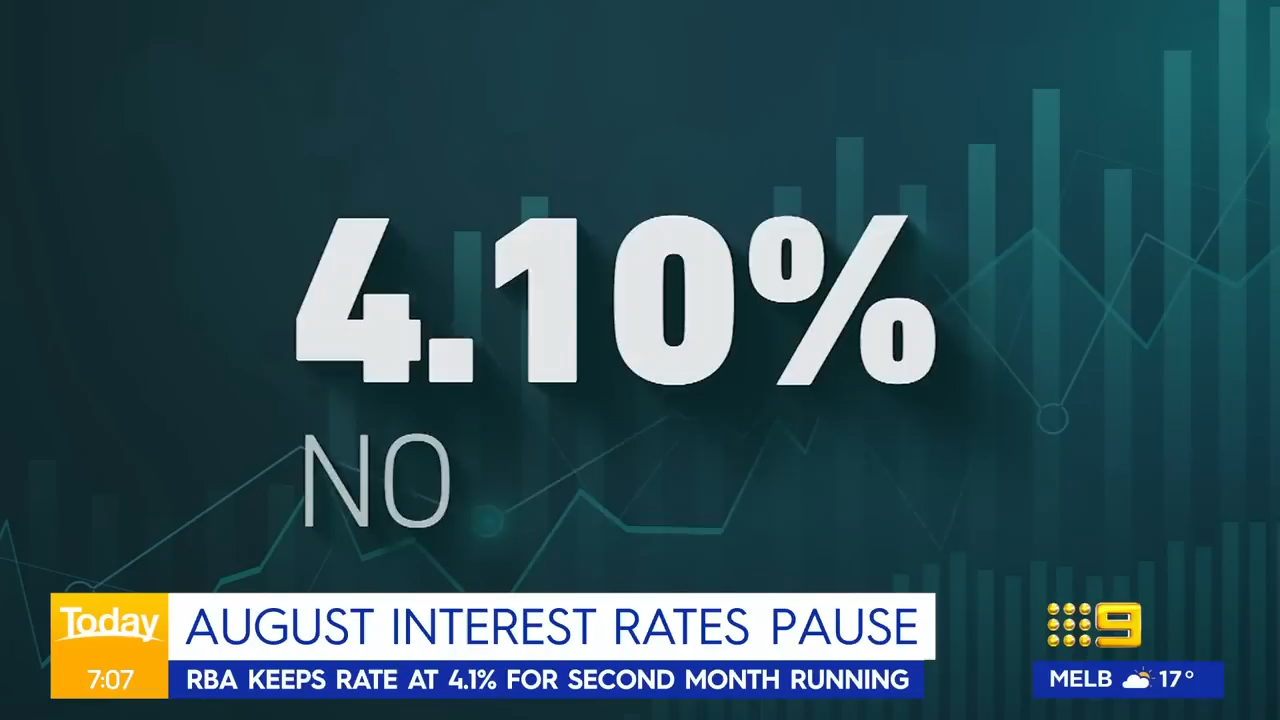 4.10%
NO
Today
AUGUST INTEREST RATES PAUSE
7:07
RBA KEEPS RATE AT 4.1% FOR SECOND MONTH RUNNING
9
MELB 17°